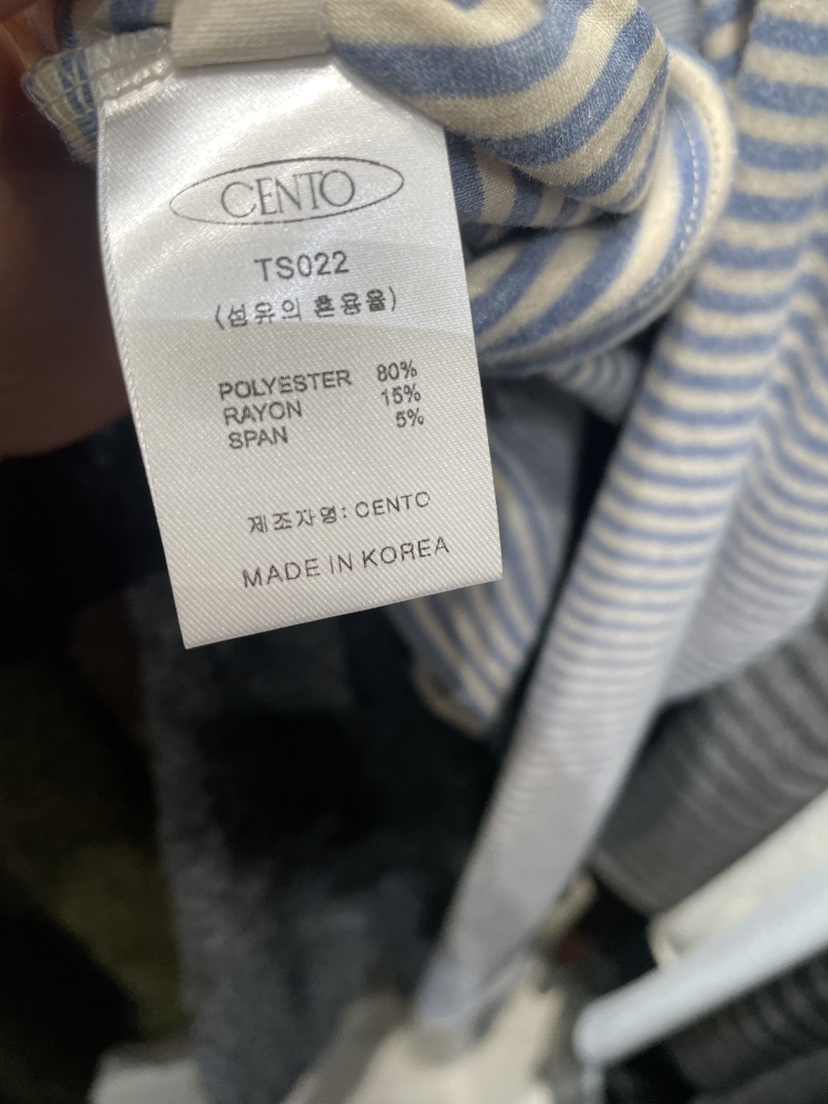 CENTO
TS022
(섬유의 혼용율)
POLYESTER 80%
RAYON 15%
SPAN 5%
제조자명: CENTO
MADE IN KOREA